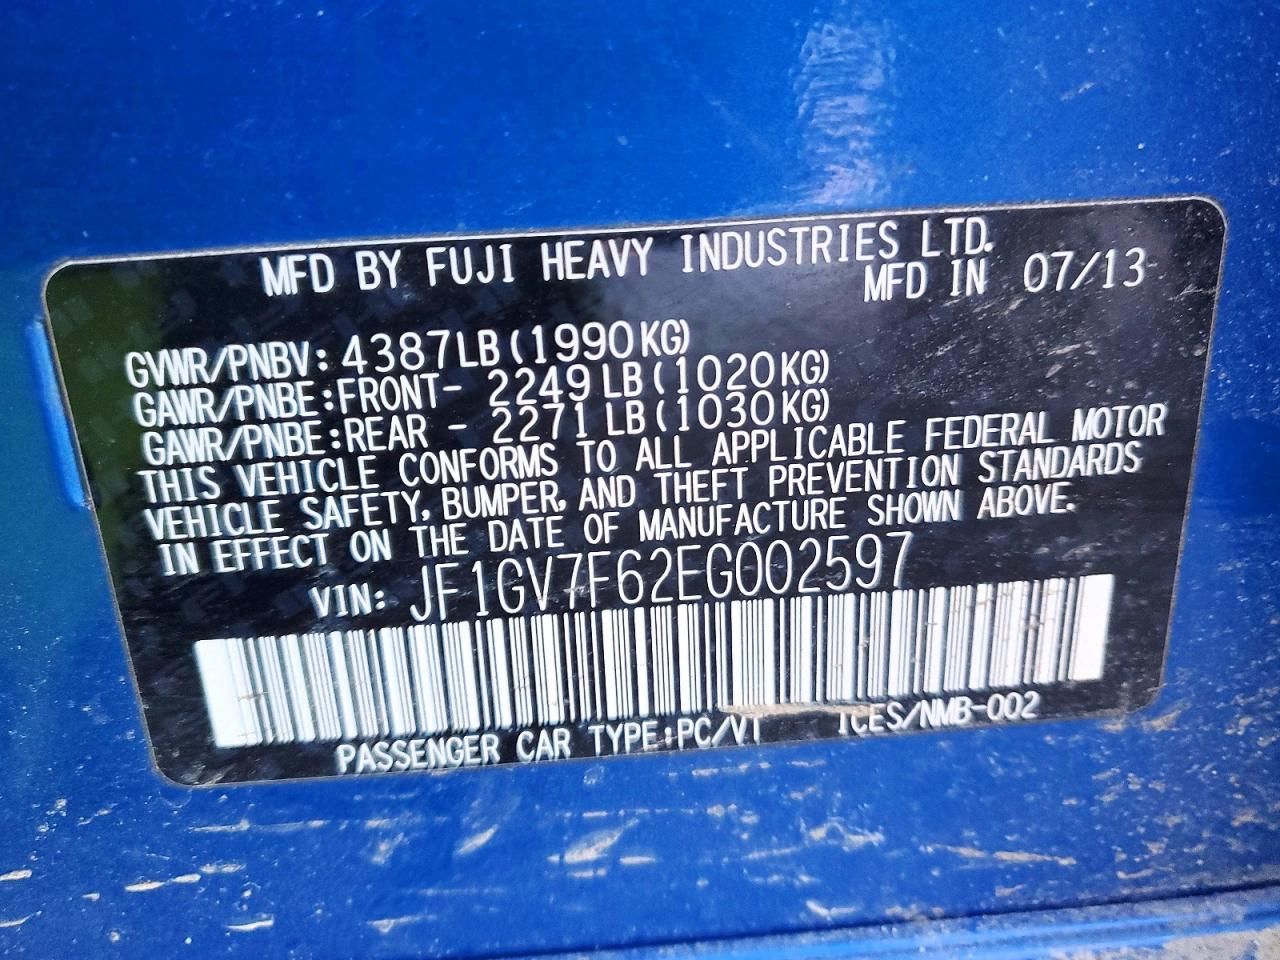 MFD BY FUJI HEAVY INDUSTRIES LTD.
MFD IN 07/13
GVWR/PNBV: 4387LB(1990KG)
GAWR/PNBE:FRONT- 2249LB(1020KG)
GAWR/PNBE:REAR - 2271LB(1030KG)
THIS VEHICLE CONFORMS TO ALL APPLICABLE FEDERAL MOTOR
VEHICLE SAFETY, BUMPER, AND THEFT PREVENTION STANDARDS
IN EFFECT ON THE DATE OF MANUFACTURE SHOWN ABOVE.
VIN: JF1GV7F62EG002597
PASSENGER CAR TYPE:PC/VT ICES/NMB-002